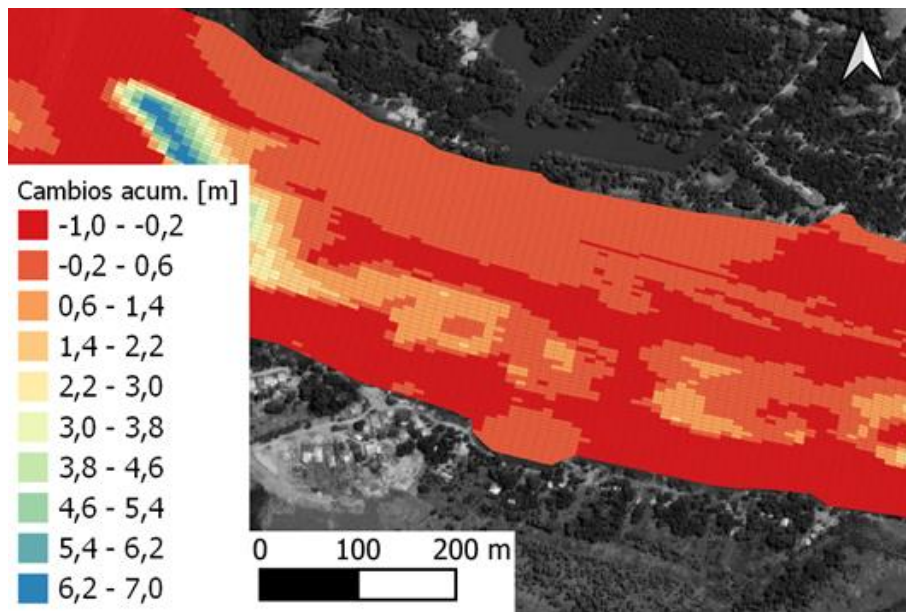 Cambios acum. [m]
-1,0 - -0,2
-0,2 - 0,6
0,6 - 1,4
1,4 - 2,2
2,2 - 3,0
3,0 - 3,8
3,8 - 4,6
4,6 - 5,4
5,4 - 6,2
6,2 - 7,0
0 100 200 m